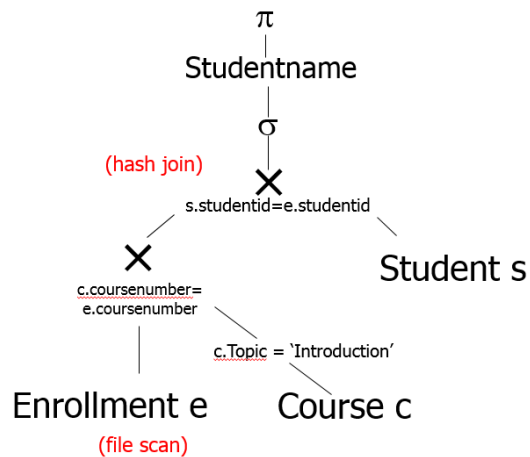 π
Studentname
σ
(hash join)
s.studentid=e.studentid
Student s
c.coursenumber=
e.coursenumber
c.Topic = ‘Introduction’
Enrollment e
Course c
(file scan)